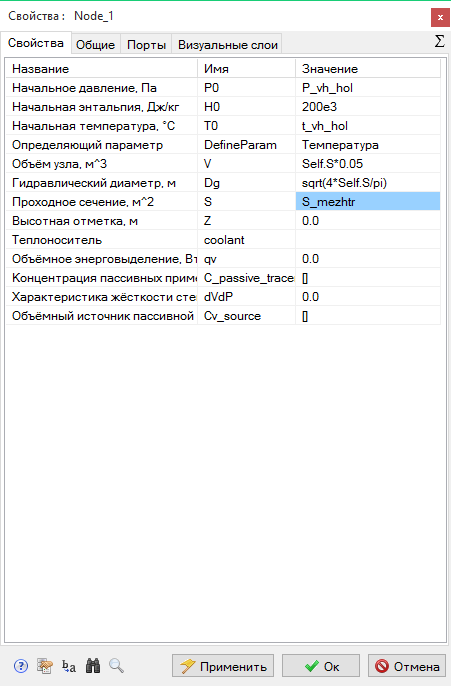 Свойства : Node_1
x
Свойства Общие Порты Визуальные слои Σ
Название Имя Значение
Начальное давление, Па P0 P_vh_hol
Начальная энтальпия, Дж/кг H0 200e3
Начальная температура, °C T0 t_vh_hol
Определяющий параметр DefineParam Температура
Объём узла, м^3 V Self.S*0.05
Гидравлический диаметр, м Dg sqrt(4*Self.S/pi)
Проходное сечение, м^2 S S_mezhtr
Высотная отметка, м Z 0.0
Теплоноситель coolant
Объёмное энерговыделение, Вт qv 0.0
Концентрация пассивных приме C_passive_tracer []
Характеристика жёсткости стен dVdP 0.0
Объёмный источник пассивной Cv_source []
? ba Применить Ок Отмена